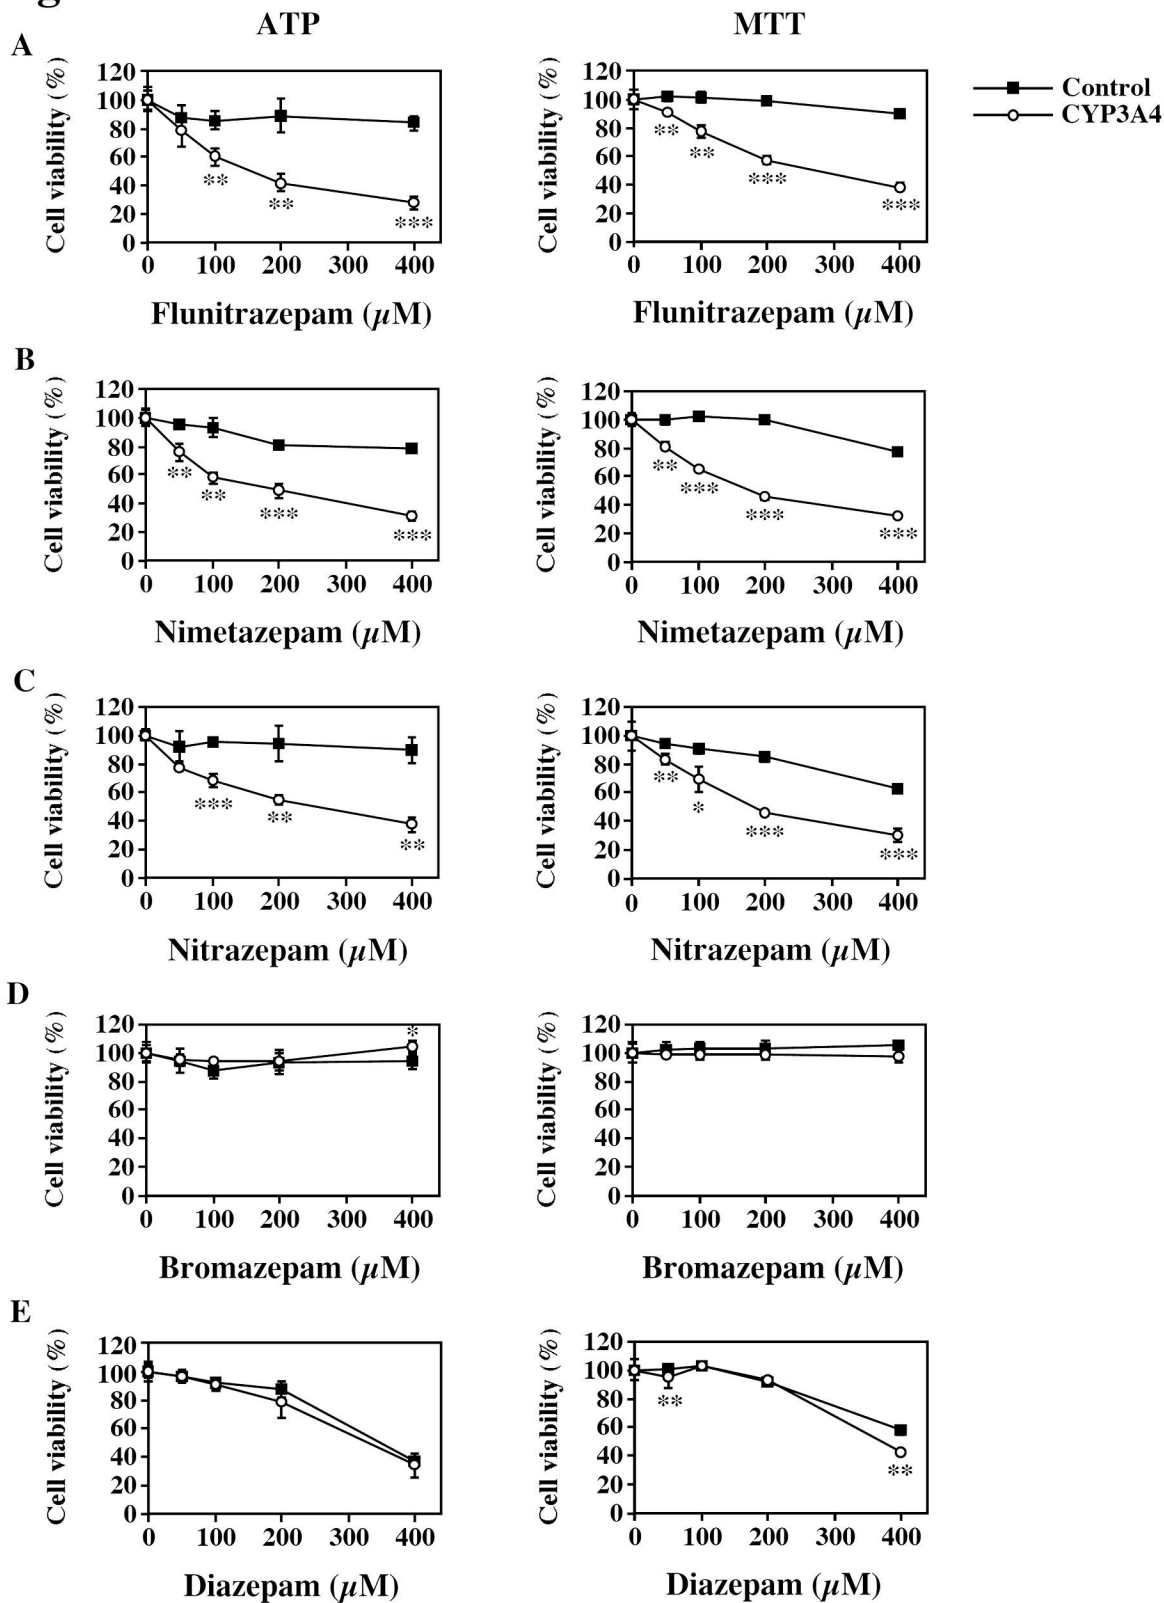 g
ATP MTT
A
Cell viability (%)
120
100
80
60
40
20
0
** ** ***
0 100 200 300 400
Flunitrazepam (µM)
Cell viability (%)
120
100
80
60
40
20
0
** ** *** ***
0 100 200 300 400
Flunitrazepam (µM)
Control
CYP3A4
B
Cell viability (%)
120
100
80
60
40
20
0
** ** *** ***
0 100 200 300 400
Nimetazepam (µM)
Cell viability (%)
120
100
80
60
40
20
0
** *** *** ***
0 100 200 300 400
Nimetazepam (µM)
C
Cell viability (%)
120
100
80
60
40
20
0
*** ** **
0 100 200 300 400
Nitrazepam (µM)
Cell viability (%)
120
100
80
60
40
20
0
** * *** ***
0 100 200 300 400
Nitrazepam (µM)
D
Cell viability (%)
120
100
80
60
40
20
0
*
0 100 200 300 400
Bromazepam (µM)
Cell viability (%)
120
100
80
60
40
20
0
0 100 200 300 400
Bromazepam (µM)
E
Cell viability (%)
120
100
80
60
40
20
0
0 100 200 300 400
Diazepam (µM)
Cell viability (%)
120
100
80
60
40
20
0
** **
0 100 200 300 400
Diazepam (µM)